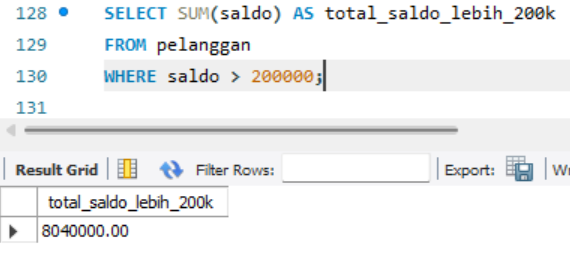 128 SELECT SUM(saldo) AS total_saldo_lebih_200k
129 FROM pelanggan
130 WHERE saldo > 200000;
131
Result Grid Filter Rows: Export:
total_saldo_lebih_200k
8040000.00